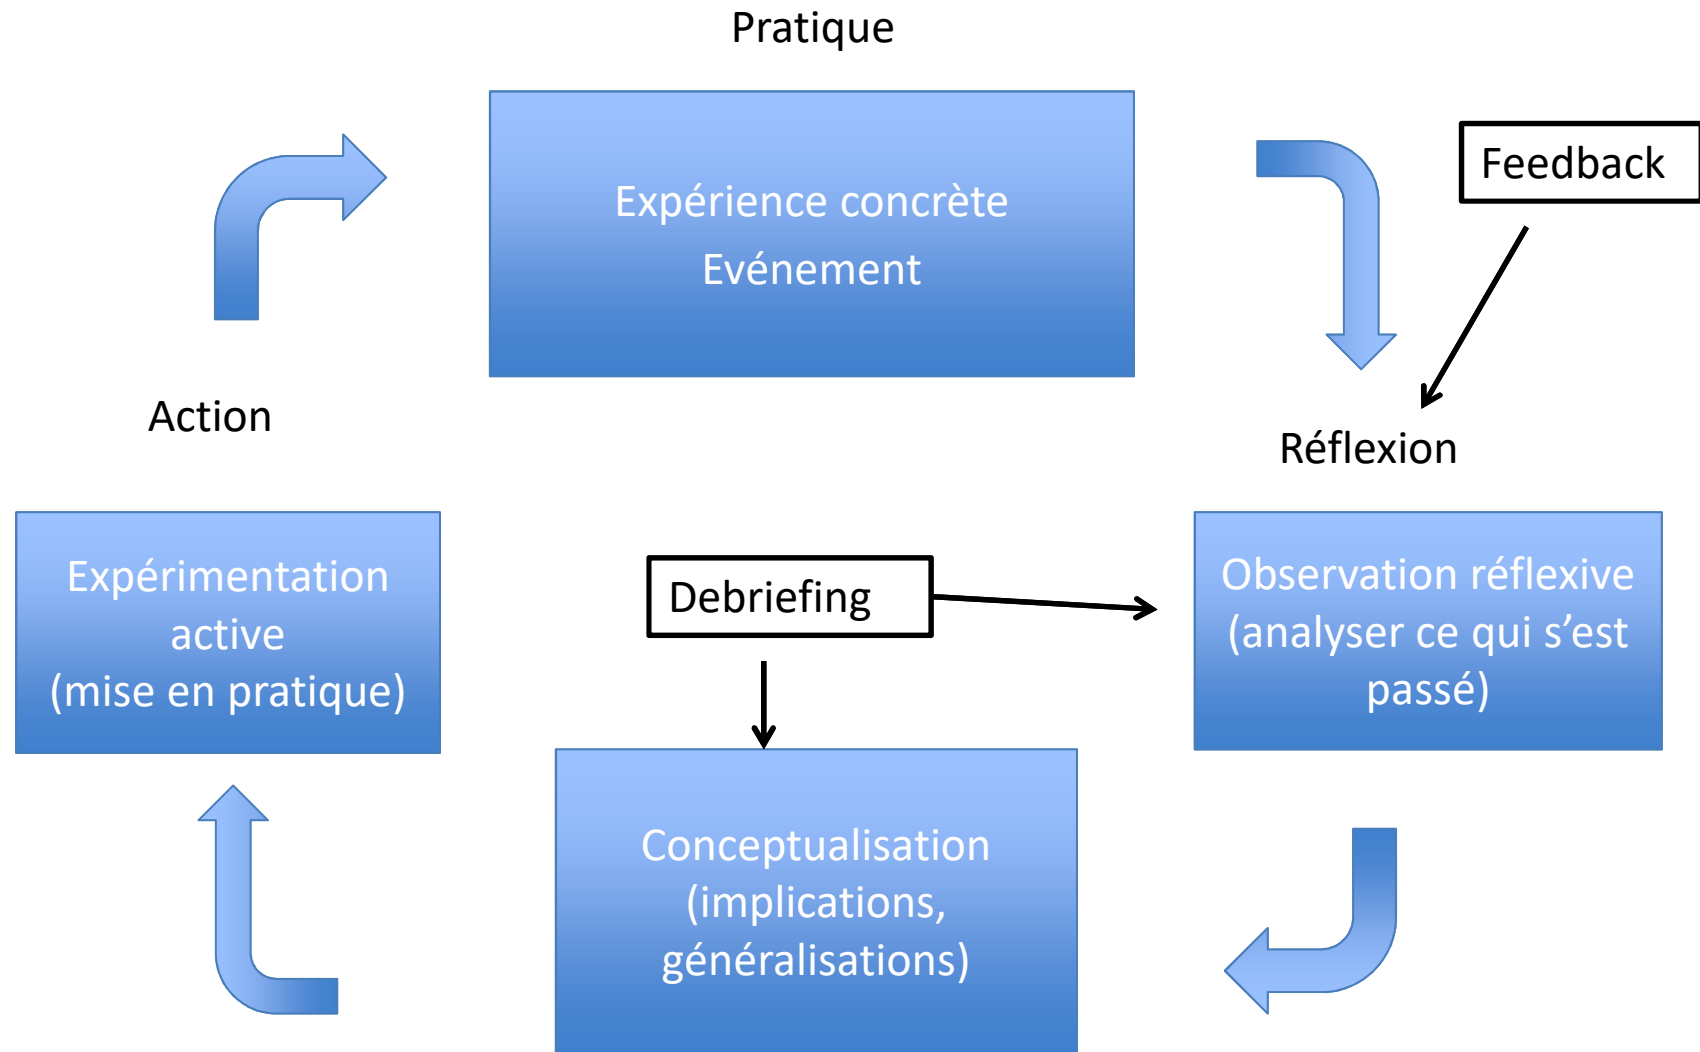 Pratique
Expérience concrète
Evénement
Feedback
Action
Réflexion
Expérimentation
active
(mise en pratique)
Debriefing
Observation réflexive
(analyser ce qui s’est
passé)
Conceptualisation
(implications,
généralisations)